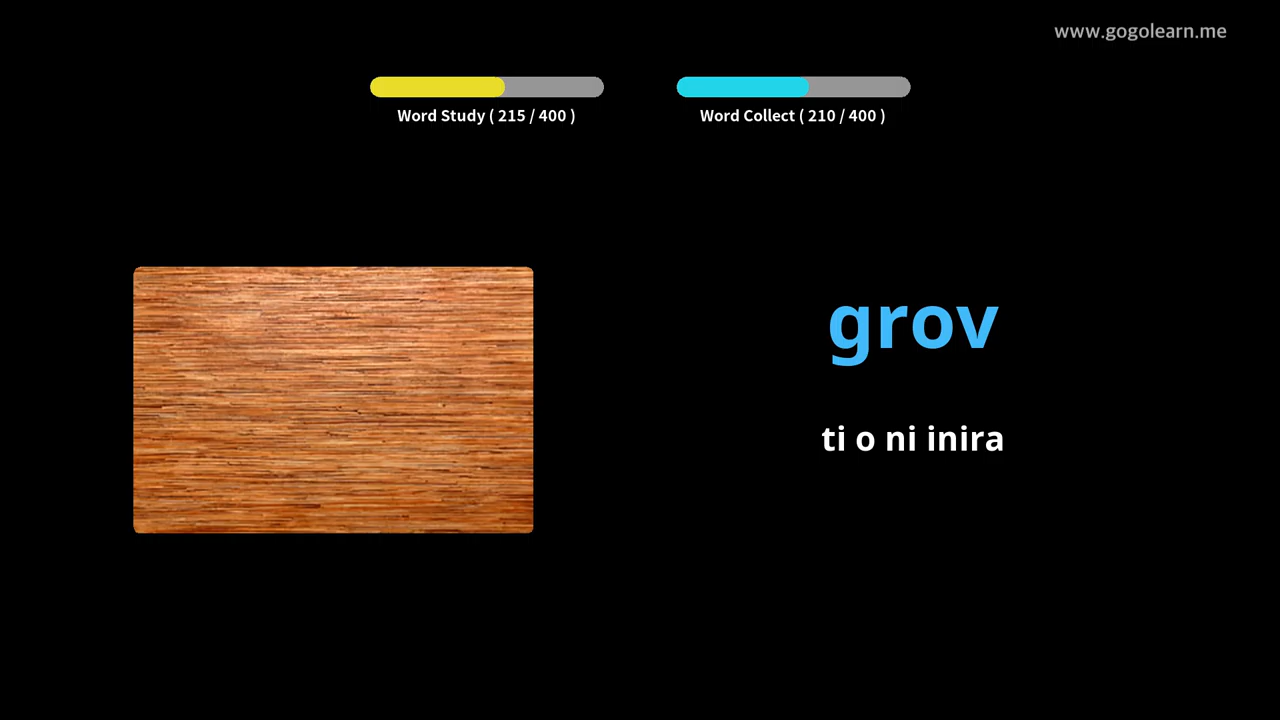 www.gogolearn.me
Word Study ( 215 / 400 )
Word Collect ( 210 / 400 )
grov
ti o ni inira